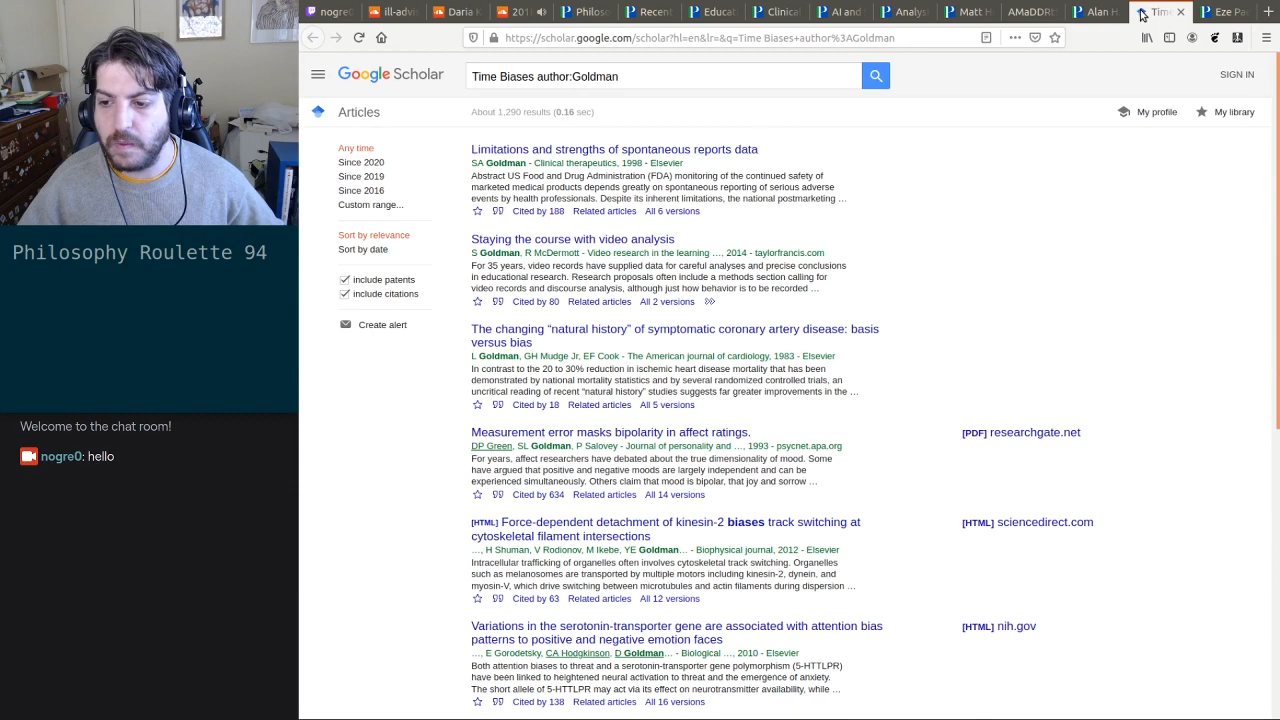 nogre
ill-adv
Daria K
201
Philo
Recen
Educa
Clinic
AI and
Analys
Math H
AMaDDRC
Alan H
Time
Eze P
https://scholar.google.com/scholar?hl=en&lr=&q=Time Biases+author%3AGoldman
Google Scholar
Time Biases author:Goldman
SIGN IN
Articles
About 1,290 results (0.16 sec)
My profile
My library
Any time
Since 2020
Since 2019
Since 2016
Custom range...
Sort by relevance
Sort by date
include patents
include citations
Create alert
Limitations and strengths of spontaneous reports data
SA Goldman - Clinical therapeutics, 1998 - Elsevier
Abstract US Food and Drug Administration (FDA) monitoring of the continued safety of
marketed medical products depends greatly on spontaneous reporting of serious adverse
events by health professionals. Despite its inherent limitations, the national postmarketing …
Cited by 188 Related articles All 6 versions
Staying the course with video analysis
S Goldman, R McDermott - Video research in the learning …, 2014 - taylorfrancis.com
For 35 years, video records have supplied data for careful analyses and precise conclusions
in educational research. Research proposals often include a methods section calling for
video records and discourse analysis, although just how behavior is to be recorded …
Cited by 80 Related articles All 2 versions
The changing “natural history” of symptomatic coronary artery disease: basis
versus bias
L Goldman, GH Mudge Jr, EF Cook - The American journal of cardiology, 1983 - Elsevier
In contrast to the 20 to 30% reduction in ischemic heart disease mortality that has been
demonstrated by national mortality statistics and by several randomized controlled trials, an
uncritical reading of recent “natural history” studies suggests far greater improvements in the …
Cited by 18 Related articles All 5 versions
Measurement error masks bipolarity in affect ratings.
DP Green, SL Goldman, P Salovey - Journal of personality and …, 1993 - psycnet.apa.org
For years, affect researchers have debated about the true dimensionality of mood. Some
have argued that positive and negative moods are largely independent and can be
experienced simultaneously. Others claim that mood is bipolar, that joy and sorrow …
Cited by 634 Related articles All 14 versions
[PDF] researchgate.net
[HTML] Force-dependent detachment of kinesin-2 biases track switching at
cytoskeletal filament intersections
…, H Shuman, V Rodionov, M Ikebe, YE Goldman… - Biophysical journal, 2012 - Elsevier
Intracellular trafficking of organelles often involves cytoskeletal track switching. Organelles
such as melanosomes are transported by multiple motors including kinesin-2, dynein, and
myosin-V, which drive switching between microtubules and actin filaments during dispersion …
Cited by 63 Related articles All 12 versions
[HTML] sciencedirect.com
Variations in the serotonin-transporter gene are associated with attention bias
patterns to positive and negative emotion faces
…, E Gorodetsky, CA Hodgkinson, D Goldman… - Biological …, 2010 - Elsevier
Both attention biases to threat and a serotonin-transporter gene polymorphism (5-HTTLPR)
have been linked to heightened neural activation to threat and the emergence of anxiety.
The short allele of 5-HTTLPR may act via its effect on neurotransmitter availability, while …
Cited by 138 Related articles All 16 versions
[HTML] nih.gov
Philosophy Roulette 94
Welcome to the chat room!
nogre0: hello